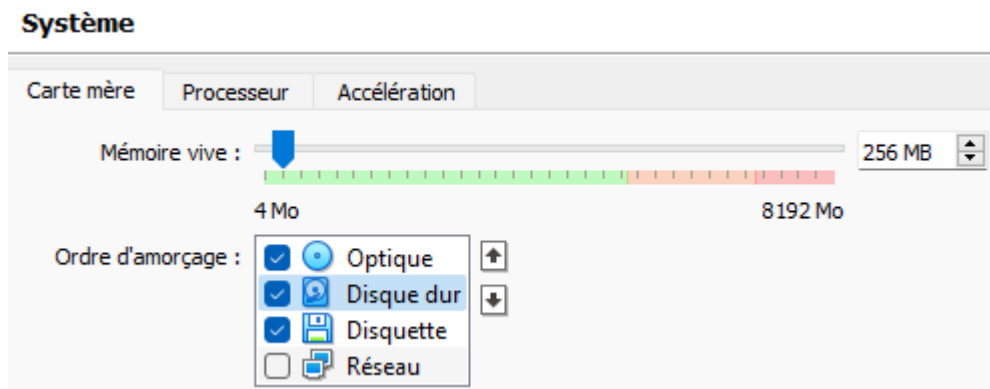 Système
Carte mère Processeur Accélération
Mémoire vive : 256 MB
4 Mo 8192 Mo
Ordre d'amorçage : Optique
Disque dur
Disquette
Réseau